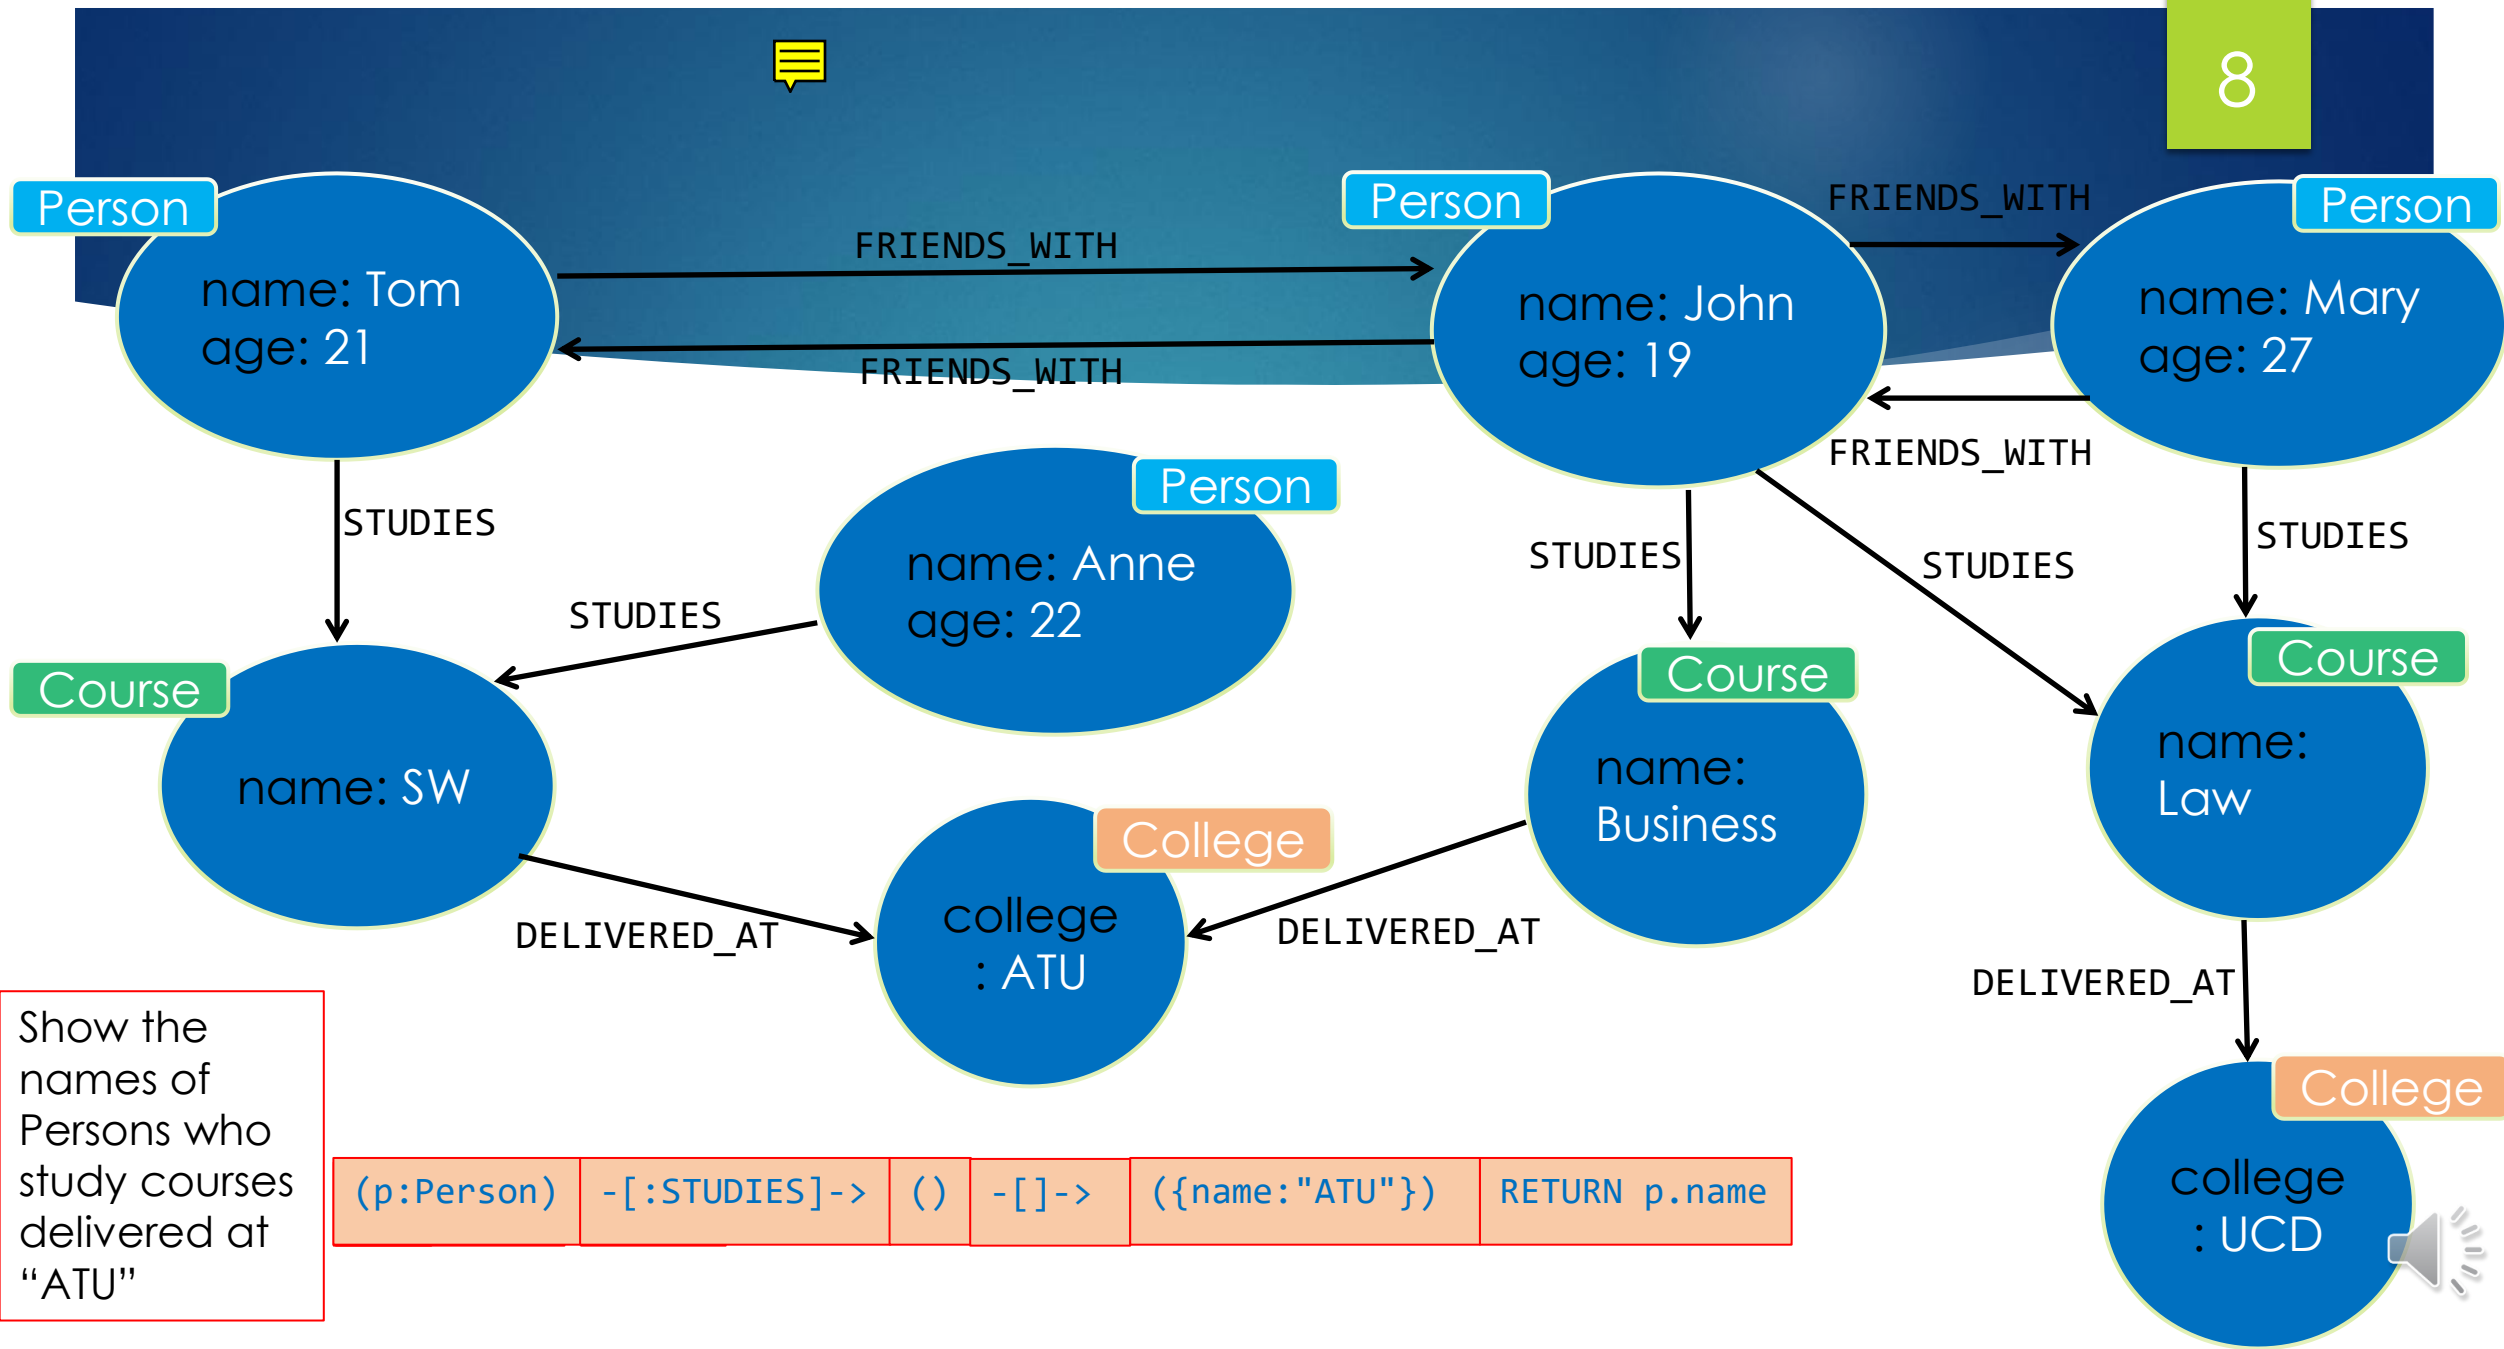 8
Person
Person
Person
FRIENDS_WITH
FRIENDS_WITH
name: Tom
age: 21
name: John
age: 19
name: Mary
age: 27
FRIENDS_WITH
FRIENDS_WITH
Person
STUDIES
name: Anne
age: 22
STUDIES
STUDIES
STUDIES
STUDIES
Course
Course
Course
name: SW
name:
Business
name:
Law
College
college
: ATU
DELIVERED_AT
DELIVERED_AT
DELIVERED_AT
College
college
: UCD
Show the
names of
Persons who
study courses
delivered at
“ATU”
(p:Person) -[:STUDIES]-> () -[]-> ({name:"ATU"}) RETURN p.name